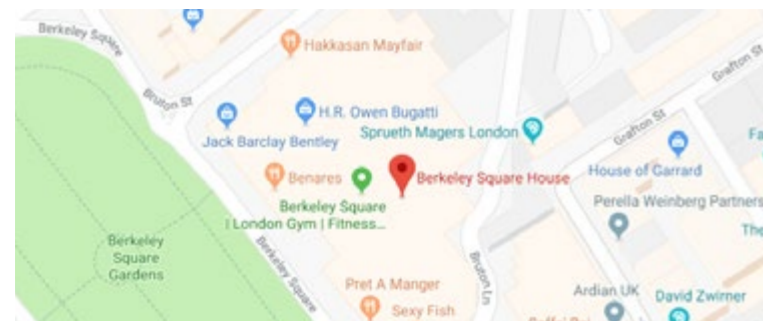 Berkeley Square
Hakkasan Mayfair
Grafton St
Bruton St
H.R. Owen Bugatti
Jack Barclay Bentley
Sprueth Magers London
Grafton St
House of Garrard
Benares
Berkeley Square House
Berkeley Square
| London Gym | Fitness...
Perella Weinberg Partners
Berkeley
Square
Gardens
Berkeley Square
Bruton Ln
Pret A Manger
Sexy Fish
Ardian UK
David Zwirner